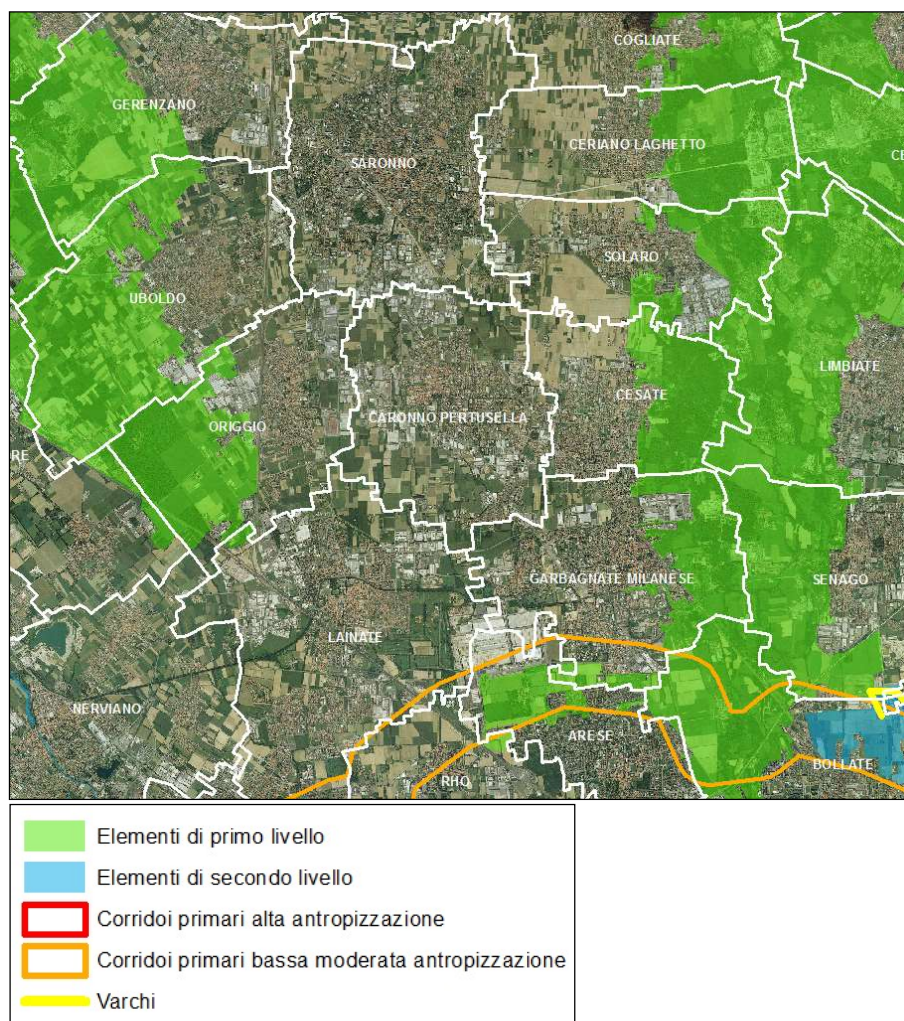 COGLIATE
GERENZANO
CERIANO LAGHETTO
CE
SARONNO
SOLARO
UBOLDO
LIMBIATE
CESATE
CARONNO PERTUSELLA
ORIGGIO
RE
GARBAGNATE MILANESE
SENAGO
LAINATE
NERVIANO
ARESE
BOLLATE
RHO
Elementi di primo livello
Elementi di secondo livello
Corridoi primari alta antropizzazione
Corridoi primari bassa moderata antropizzazione
Varchi